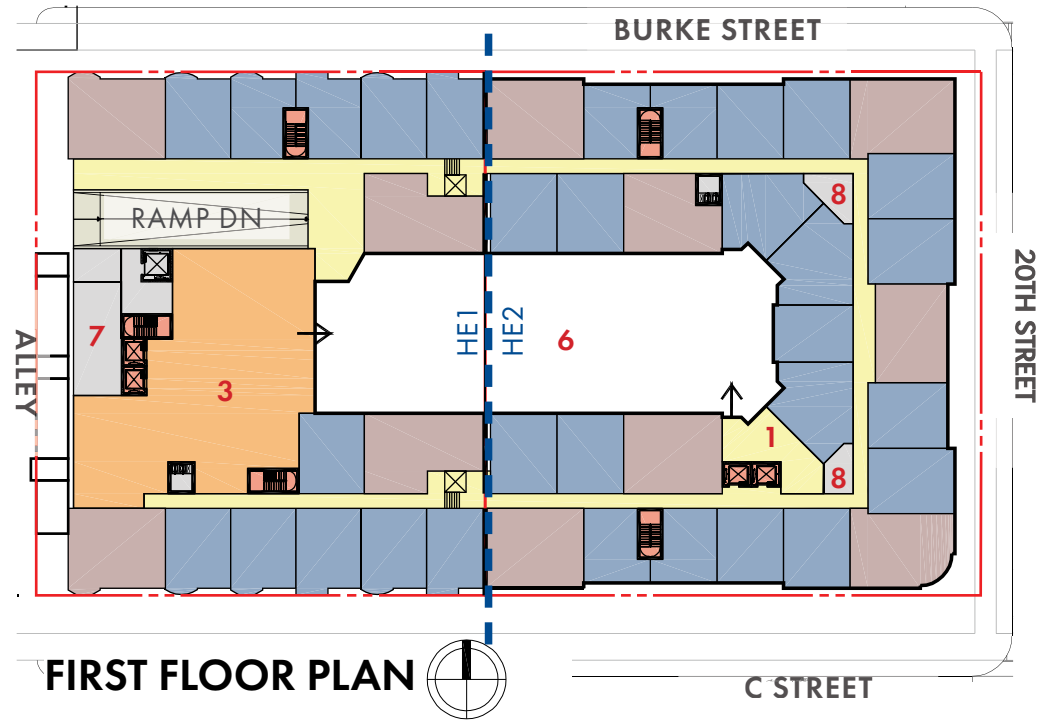 BURKE STREET
8
RAMP DN
20TH STREET
HE1
HE2
6
7
ALLEY
3
1
8
FIRST FLOOR PLAN
C STREET